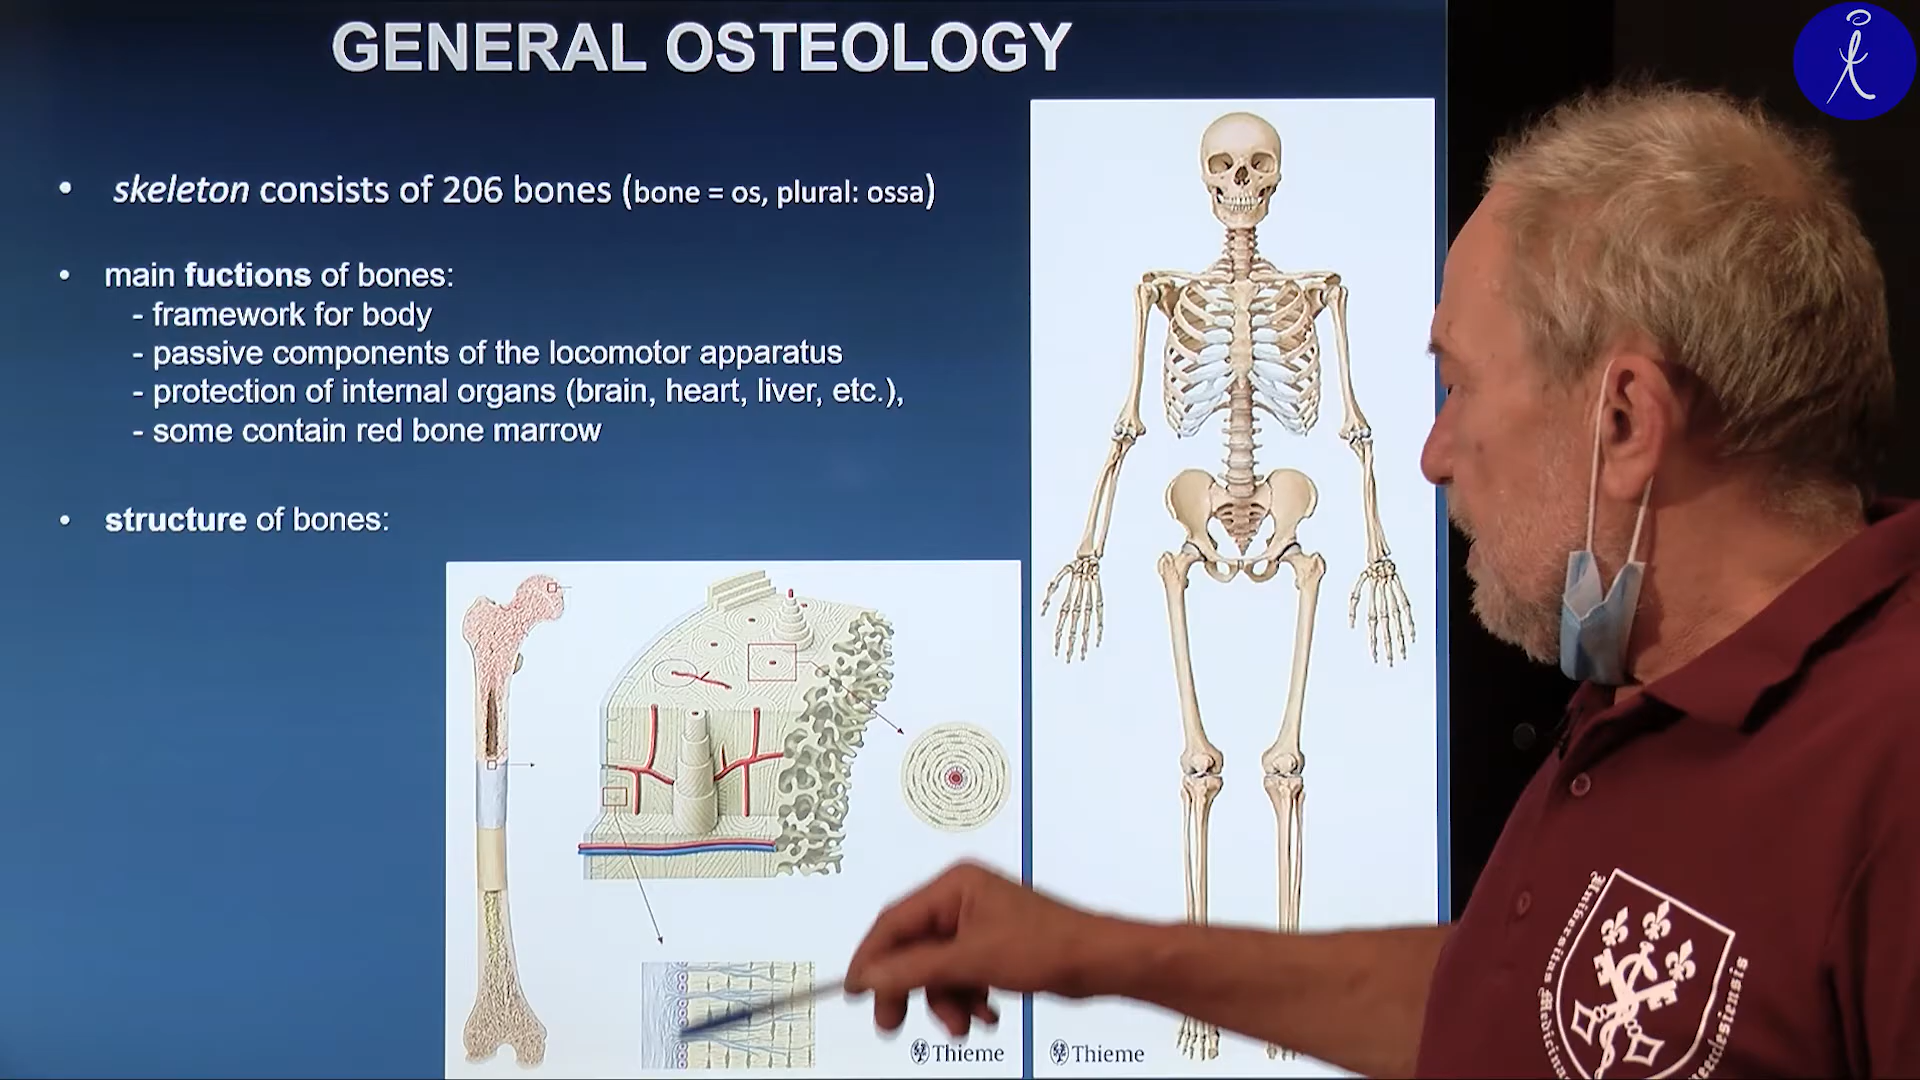 GENERAL OSTEOLOGY
• skeleton consists of 206 bones (bone = os, plural: ossa)
• main fuctions of bones:
- framework for body
- passive components of the locomotor apparatus
- protection of internal organs (brain, heart, liver, etc.),
- some contain red bone marrow
• structure of bones:
Thieme
Thieme